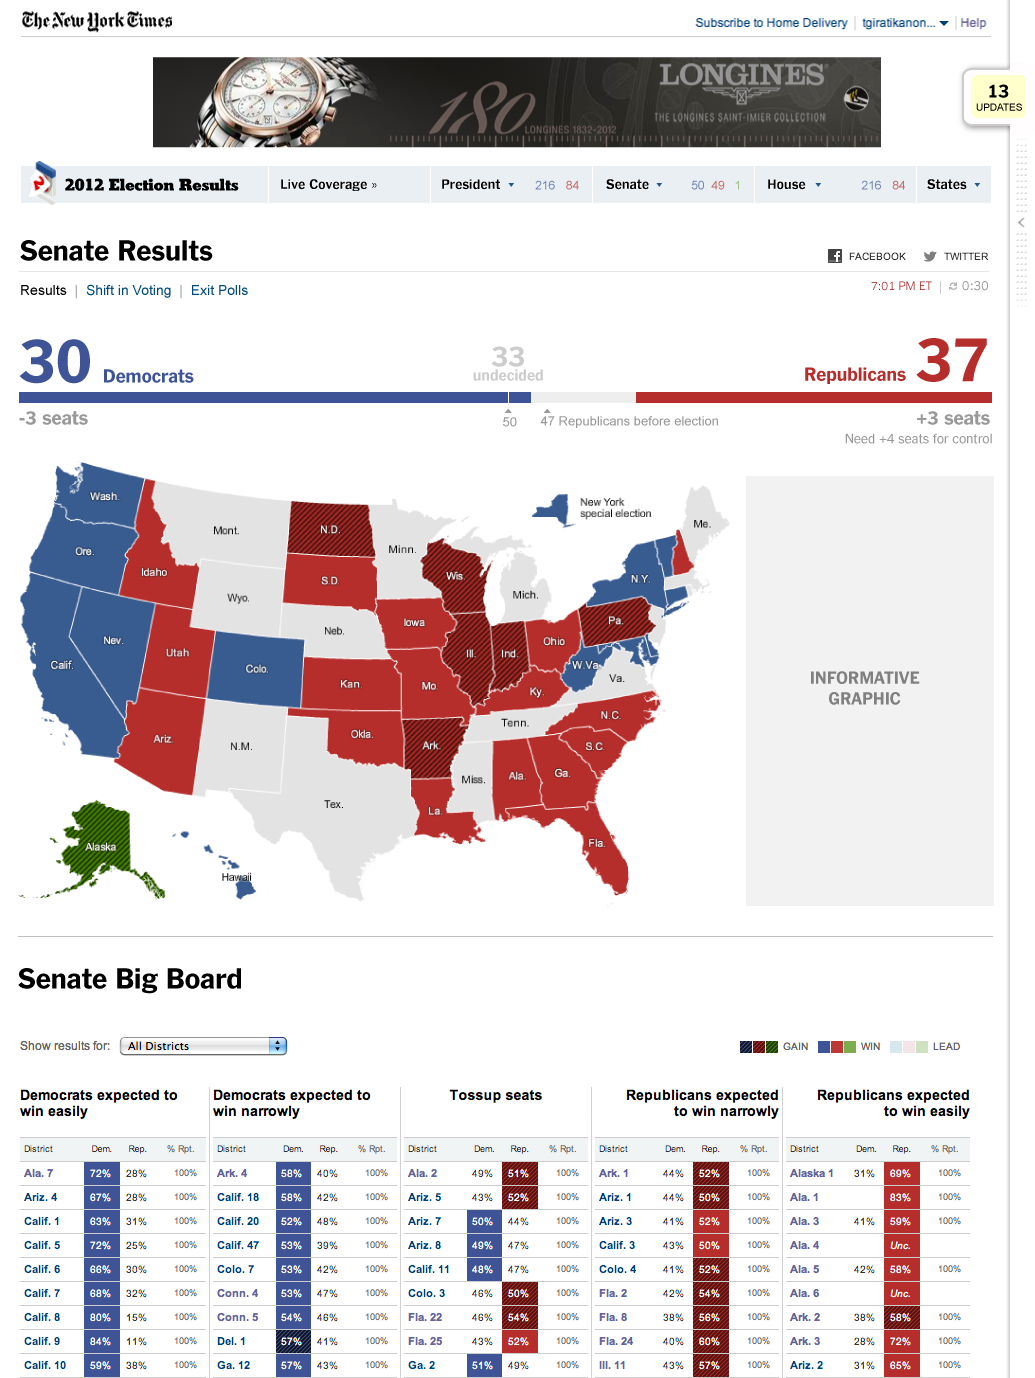 The New York Times
Subscribe to Home Delivery tgiratikanon... Help
LONGINES
180
LONGINES 1832-2012
THE LONGINES SAINT-IMIER COLLECTION
13
UPDATES
2012 Election Results Live Coverage » President 216 84 Senate 50 49 1 House 216 84 States
Senate Results
FACEBOOK TWITTER
Results | Shift in Voting | Exit Polls
7:01 PM ET | 0:30
30 Democrats
33
undecided
Republicans 37
-3 seats
50
47 Republicans before election
+3 seats
Need +4 seats for control
Wash.
Ore.
Idaho
Mont.
N.D.
Minn.
New York
special election
Me.
Wyo.
S.D.
Wis.
Mich.
N.Y.
Calif.
Nev.
Utah
Colo.
Neb.
Iowa
Ill.
Ind.
Ohio
Pa.
W.Va.
Va.
Kan.
Mo.
Ky.
Ariz.
N.M.
Okla.
Ark.
Tenn.
N.C.
S.C.
Tex.
La.
Miss.
Ala.
Ga.
Fla.
Alaska
Hawaii
INFORMATIVE
GRAPHIC
Senate Big Board
Show results for: All Districts
GAIN WIN LEAD
Democrats expected to
win easily
District Dem. Rep. % Rpt.
Ala. 7 72% 28% 100%
Ariz. 4 67% 28% 100%
Calif. 1 63% 31% 100%
Calif. 5 72% 25% 100%
Calif. 6 66% 30% 100%
Calif. 7 68% 32% 100%
Calif. 8 80% 15% 100%
Calif. 9 84% 11% 100%
Calif. 10 59% 38% 100%
Democrats expected to
win narrowly
District Dem. Rep. % Rpt.
Ark. 4 58% 40% 100%
Calif. 18 58% 42% 100%
Calif. 20 52% 48% 100%
Calif. 47 53% 39% 100%
Colo. 7 53% 42% 100%
Conn. 4 53% 47% 100%
Conn. 5 54% 46% 100%
Del. 1 57% 41% 100%
Ga. 12 57% 43% 100%
Tossup seats
District Dem. Rep. % Rpt.
Ala. 2 49% 51% 100%
Ariz. 5 43% 52% 100%
Ariz. 7 50% 44% 100%
Ariz. 8 49% 47% 100%
Calif. 11 48% 47% 100%
Colo. 3 46% 50% 100%
Fla. 22 46% 54% 100%
Fla. 25 43% 52% 100%
Ga. 2 51% 49% 100%
Republicans expected
to win narrowly
District Dem. Rep. % Rpt.
Ark. 1 44% 52% 100%
Ariz. 1 44% 50% 100%
Ariz. 3 41% 52% 100%
Calif. 3 43% 50% 100%
Colo. 4 41% 52% 100%
Fla. 2 42% 54% 100%
Fla. 8 38% 56% 100%
Fla. 24 40% 60% 100%
Ill. 11 43% 57% 100%
Republicans expected
to win easily
District Dem. Rep. % Rpt.
Alaska 1 31% 69% 100%
Ala. 1 83% 100%
Ala. 3 41% 59% 100%
Ala. 4 Unc.
Ala. 5 42% 58% 100%
Ala. 6 Unc.
Ark. 2 38% 58% 100%
Ark. 3 28% 72% 100%
Ariz. 2 31% 65% 100%